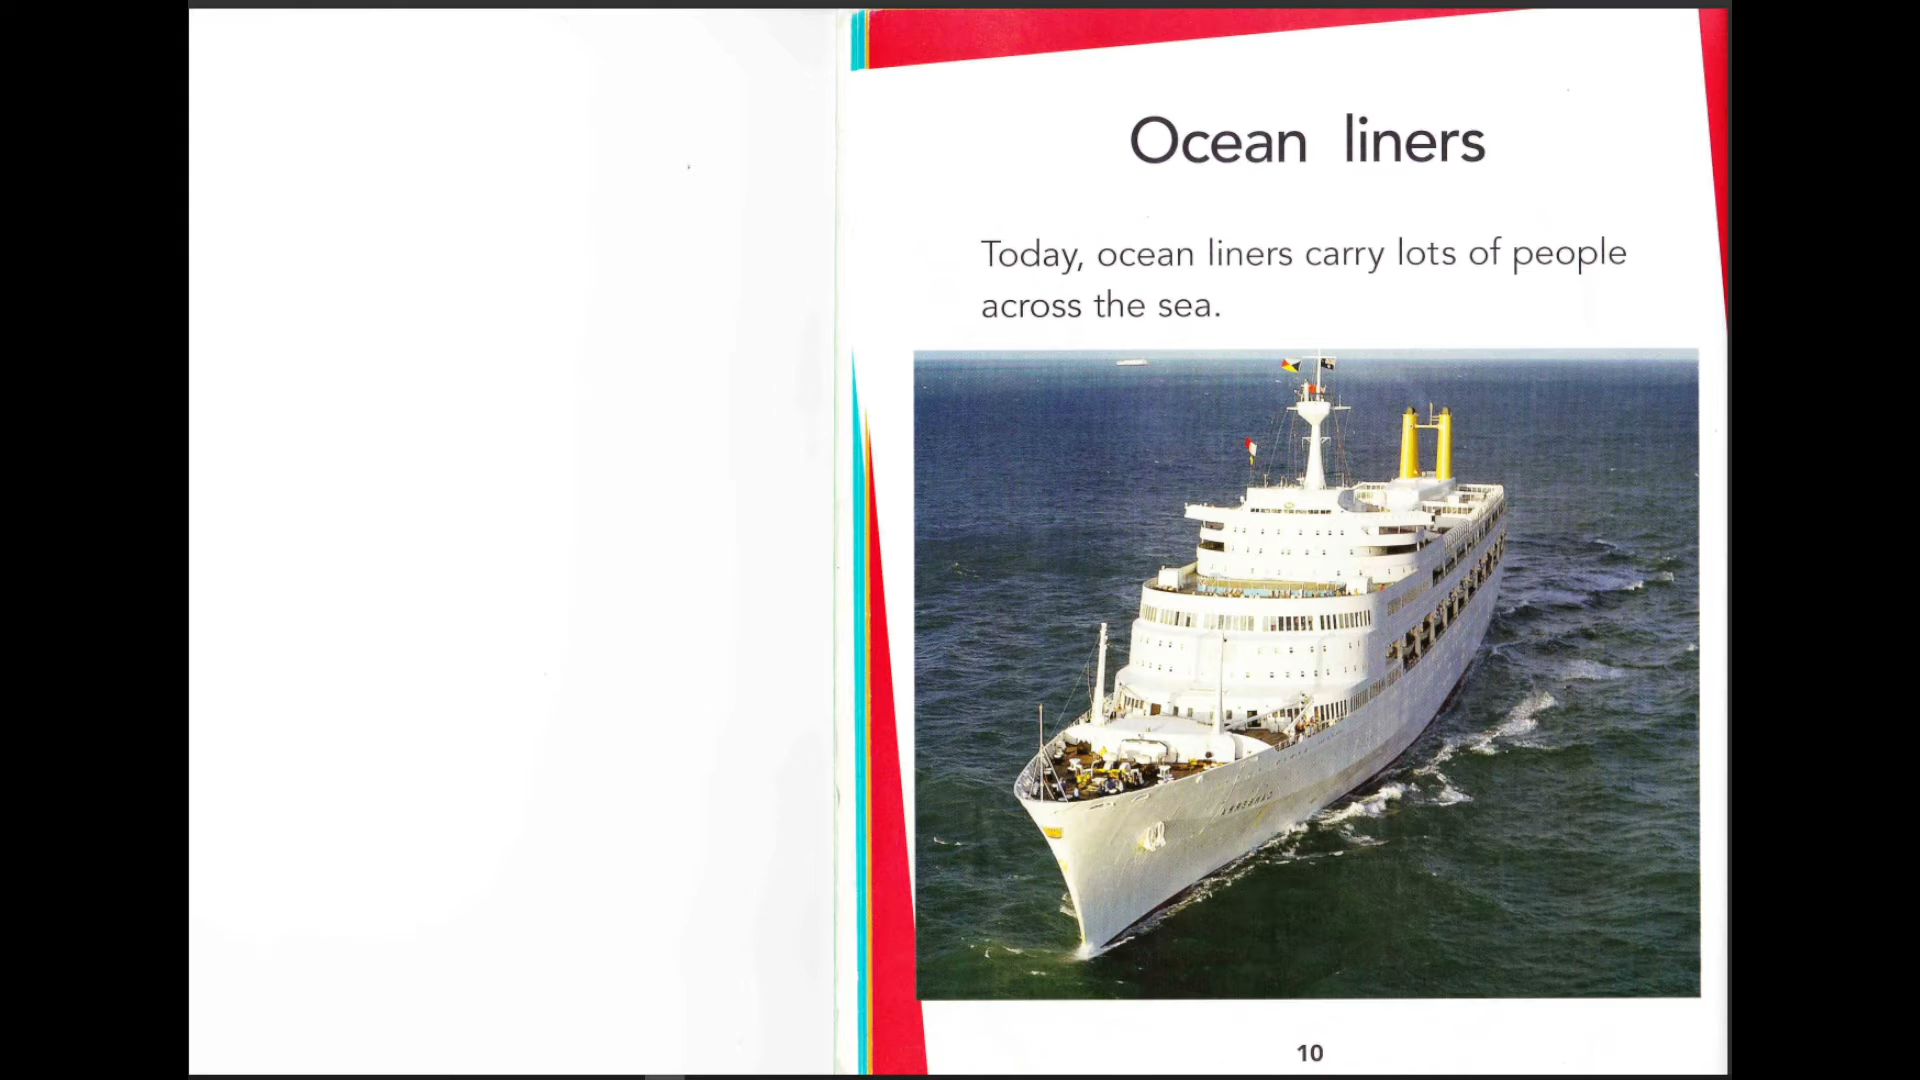 Ocean liners
Today, ocean liners carry lots of people
across the sea.
10